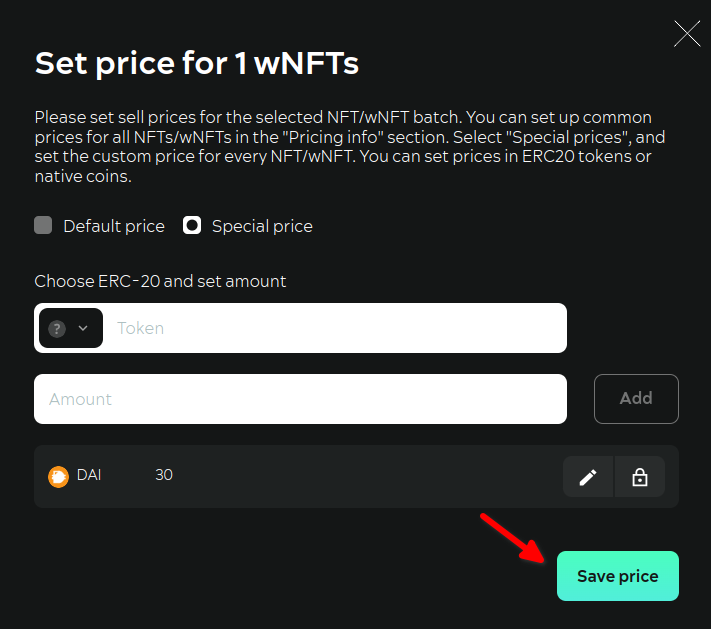 Set price for 1 wNFTs
Please set sell prices for the selected NFT/wNFT batch. You can set up common
prices for all NFTs/wNFTs in the "Pricing info" section. Select "Special prices", and
set the custom price for every NFT/wNFT. You can set prices in ERC20 tokens or
native coins.
Default price Special price
Choose ERC-20 and set amount
? Token
Amount Add
DAI 30
Save price